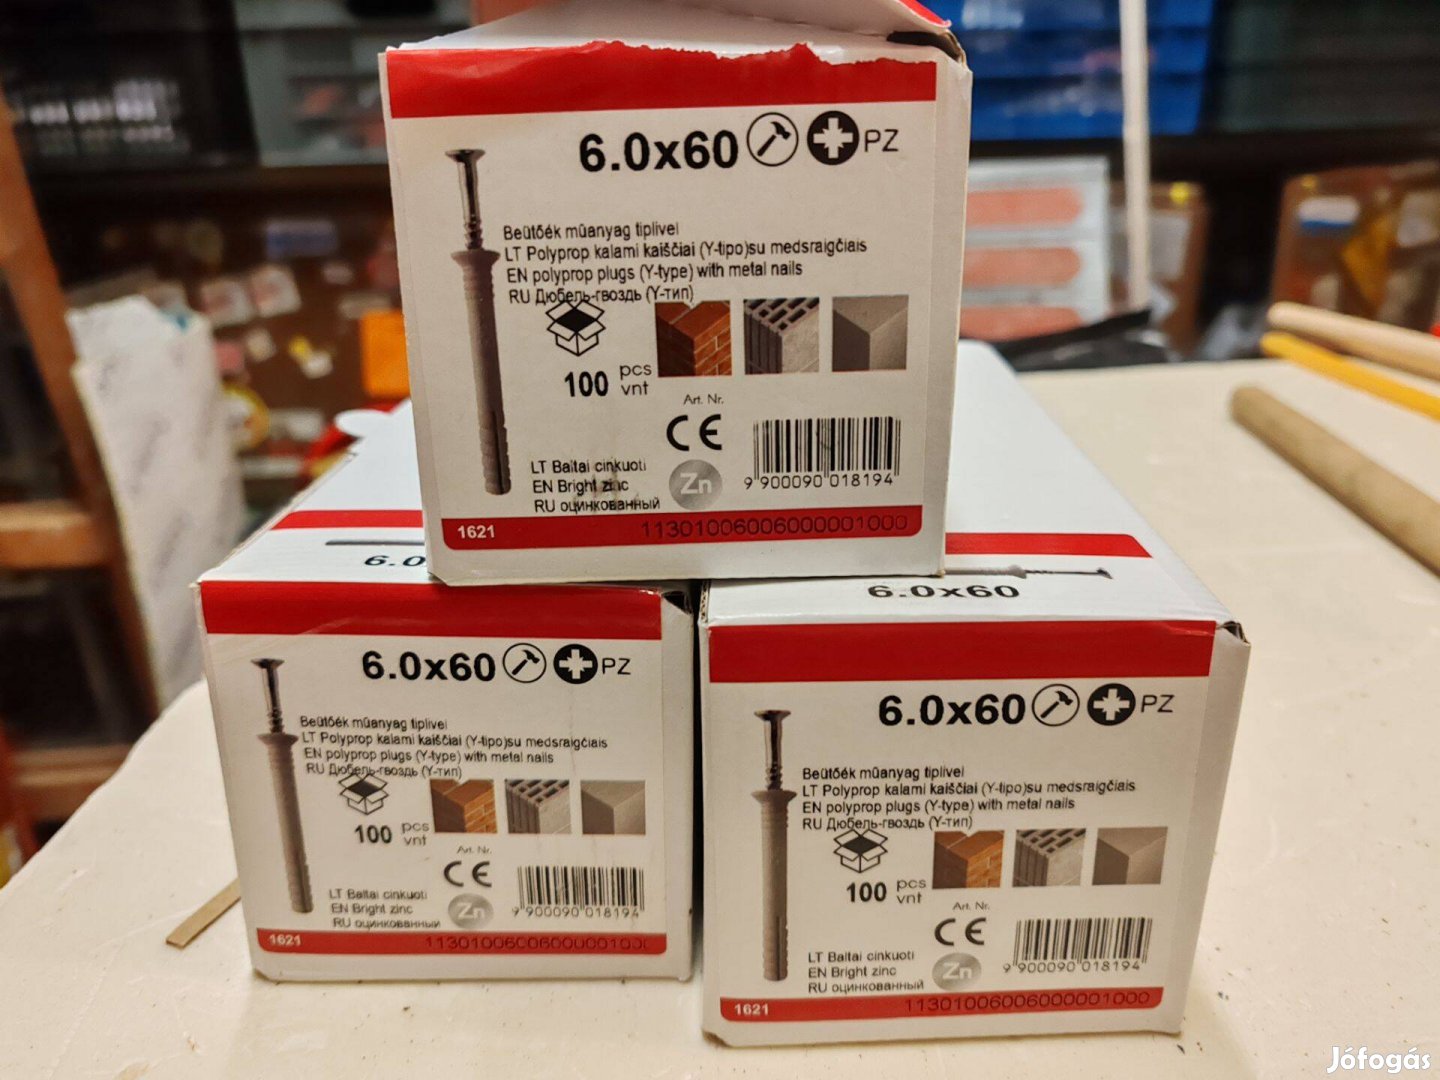 6.0x60 PZ
Beütőék műanyag tiplivel
LT Polyprop kalami kaiščiai (Y-tipo)su medsraigčiais
EN polyprop plugs (Y-type) with metal nails
RU Дюбель-гвоздь (Y-тип)
100 pcs
vnt
Art. Nr.
CE
LT Baltai cinkuoti
EN Bright zinc
RU оцинкованный
Zn
9 900090 018194
1621 11301006006000001000
6.0
6.0x60
6.0x60 PZ
Beütőék műanyag tiplivel
LT Polyprop kalami kaiščiai (Y-tipo)su medsraigčiais
EN polyprop plugs (Y-type) with metal nails
RU Дюбель-гвоздь (Y-тип)
100 pcs
vnt
Art. Nr.
CE
LT Baltai cinkuoti
EN Bright zinc
RU оцинкованный
Zn
9 900090 018194
1621 11301006006000001000
6.0x60 PZ
Beütőék műanyag tiplivel
LT Polyprop kalami kaiščiai (Y-tipo)su medsraigčiais
EN polyprop plugs (Y-type) with metal nails
RU Дюбель-гвоздь (Y-тип)
100 pcs
vnt
Art. Nr.
CE
LT Baltai cinkuoti
EN Bright zinc
RU оцинкованный
Zn
9 900090 018194
1621 11301006006000001000
Jófogás